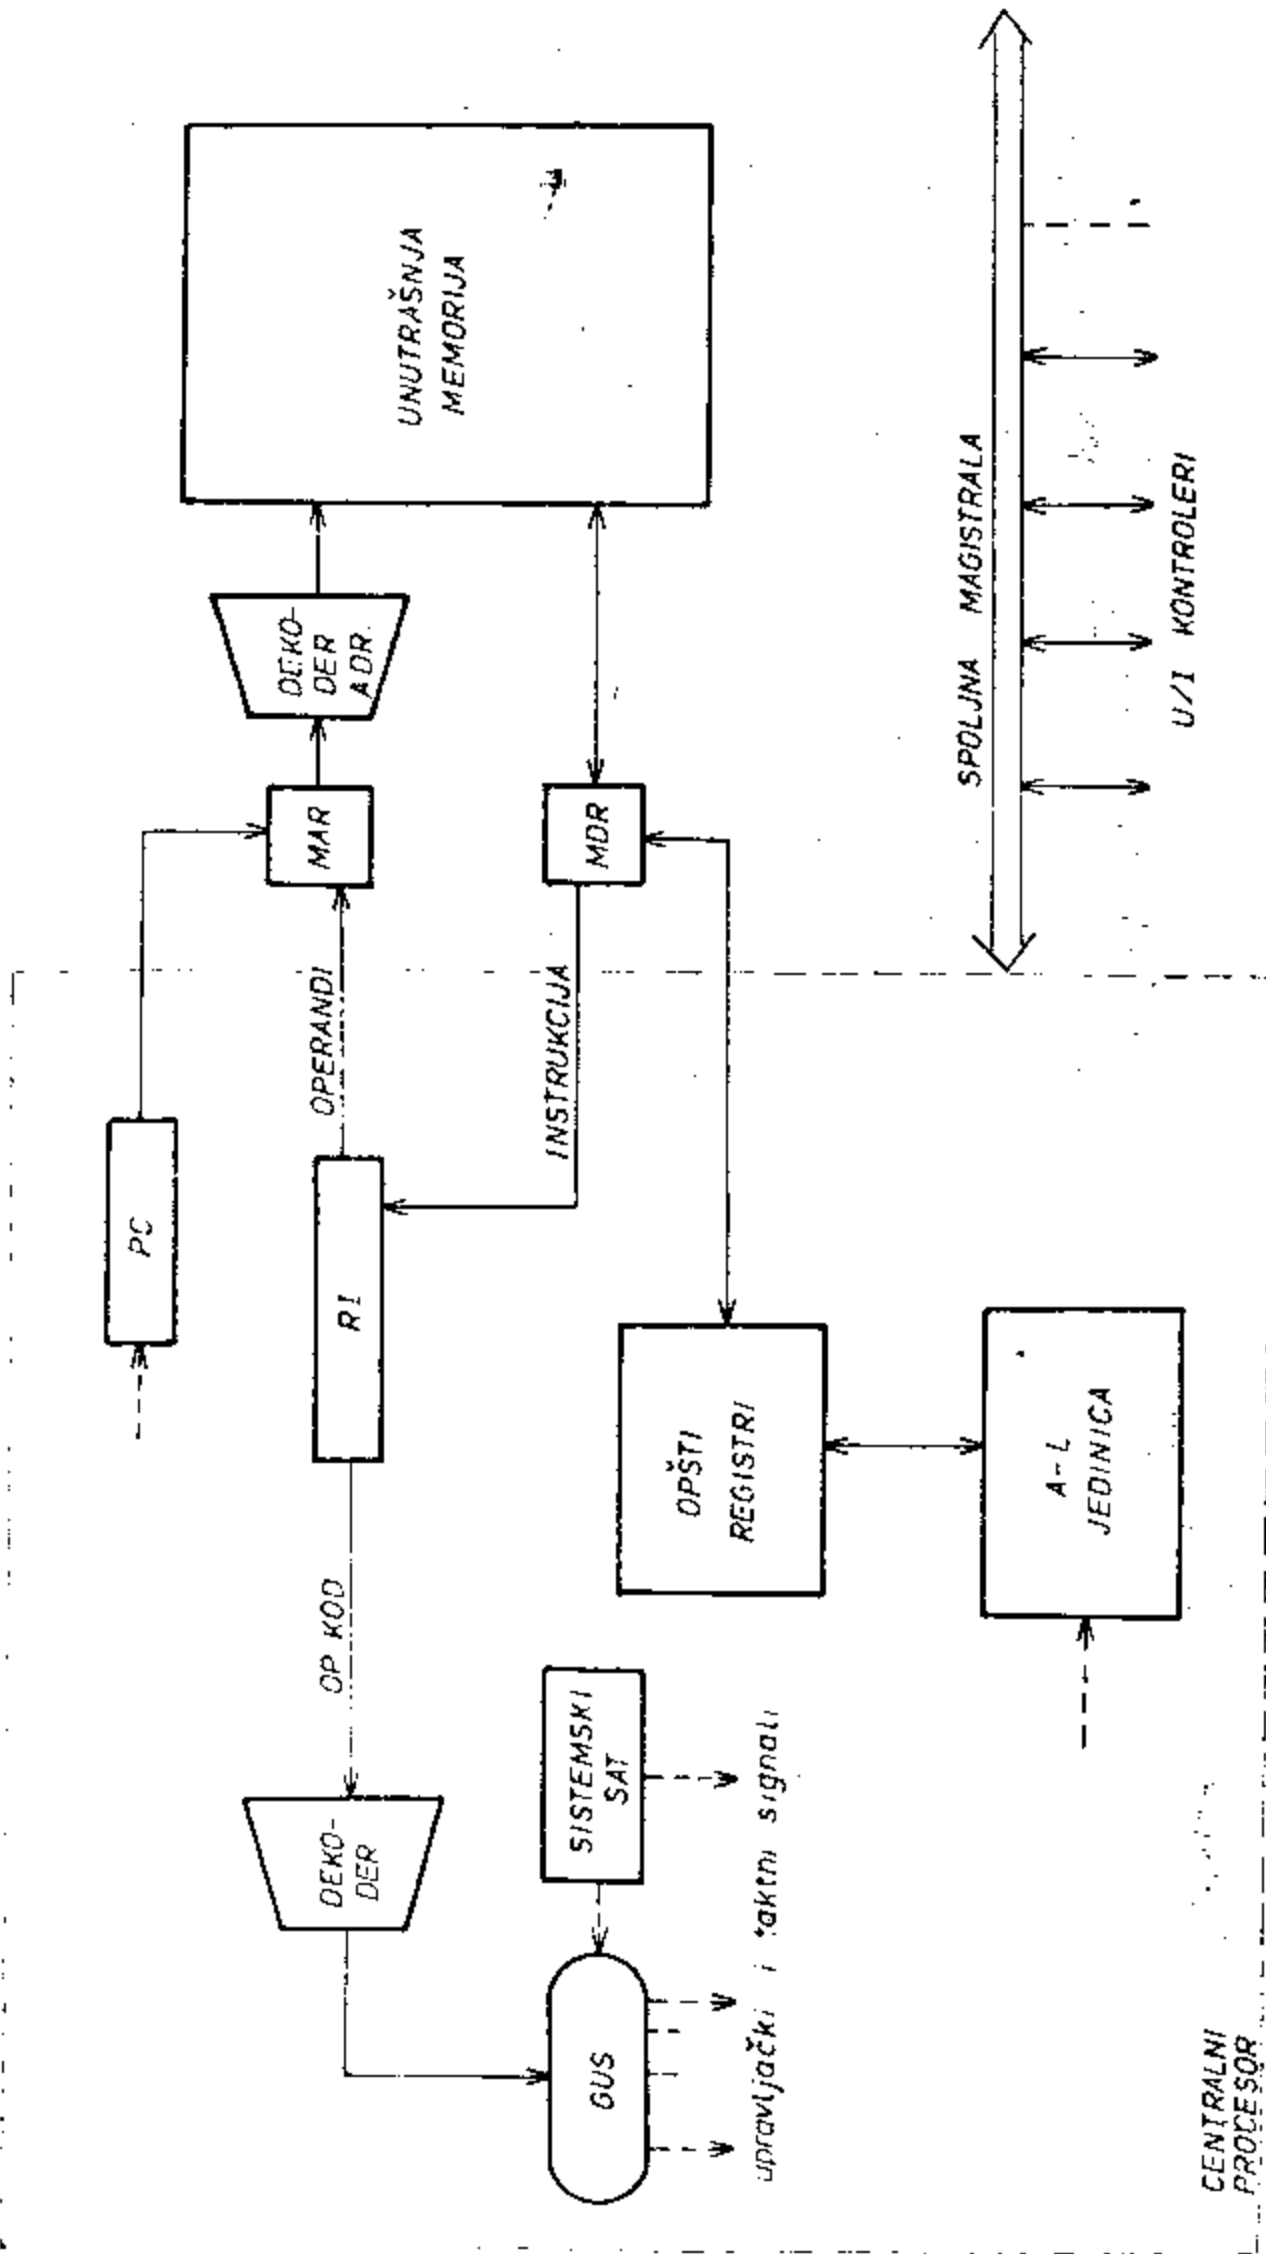 PC
MAR
DEKO-
DER
ADR.
UNUTRAŠNJA
MEMORIJA
DEKO-
DER
OP KOD
RI
OPERANDI
INSTRUKCIJA
MDR
GUS
SISTEMSKI
SAT
upravljački i taktni signali
OPŠTI
REGISTRI
A-L
JEDINICA
SPOLJNA MAGISTRALA
U/I KONTROLERI
CENTRALNI
PROCESOR